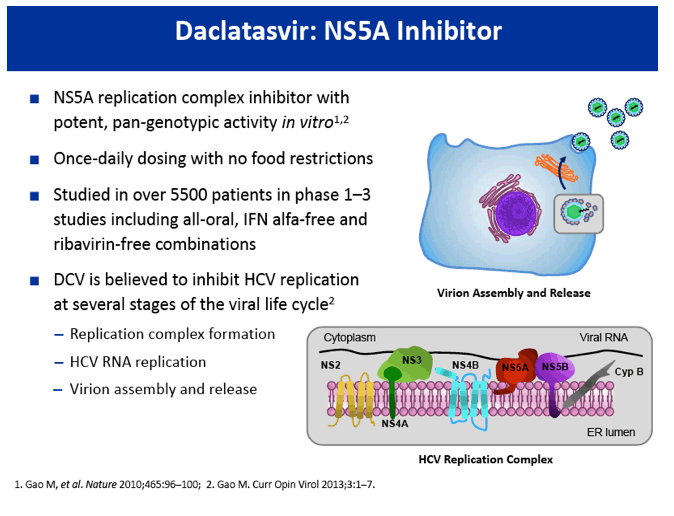 Daclatasvir: NS5A Inhibitor
NS5A replication complex inhibitor with
potent, pan-genotypic activity in vitro1,2
Once-daily dosing with no food restrictions
Studied in over 5500 patients in phase 1–3
studies including all-oral, IFN alfa-free and
ribavirin-free combinations
DCV is believed to inhibit HCV replication
at several stages of the viral life cycle2
– Replication complex formation
– HCV RNA replication
– Virion assembly and release
Virion Assembly and Release
Cytoplasm
Viral RNA
NS2
NS3
NS4B
NS5A
NS5B
Cyp B
NS4A
ER lumen
HCV Replication Complex
1. Gao M, et al. Nature 2010;465:96–100; 2. Gao M. Curr Opin Virol 2013;3:1–7.